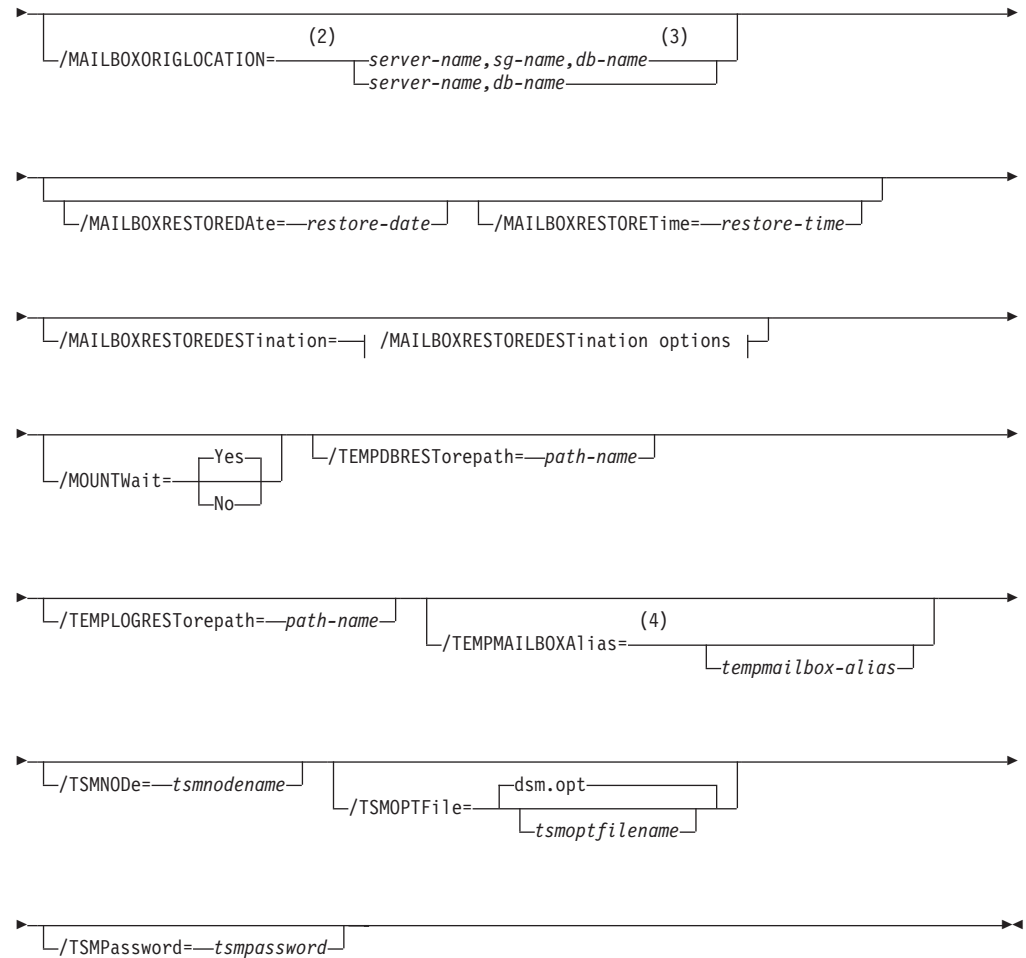 (2) (3)
/MAILBOXORIGLOCATION= server-name,sg-name,db-name
server-name,db-name
/MAILBOXRESTOREDAte= restore-date /MAILBOXRESTORETime= restore-time
/MAILBOXRESTOREDESTination= /MAILBOXRESTOREDESTination options
Yes /TEMPDBRESTorepath= path-name
/MOUNTWait=
No
/TEMPLOGRESTorepath= path-name (4)
/TEMPMAILBOXAlias=
tempmailbox-alias
/TSMNODe= tsmnodename dsm.opt
/TSMOPTFile=
tsmoptfilename
/TSMPassword= tsmpassword